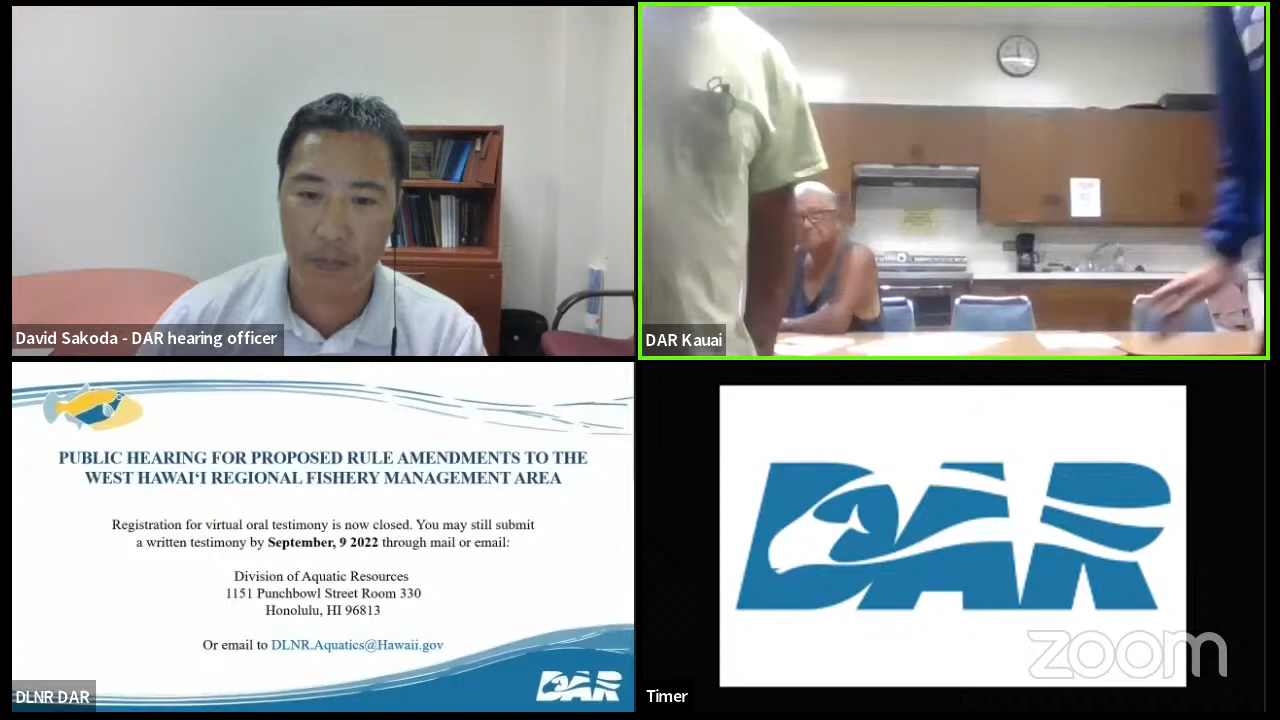 David Sakoda - DAR hearing officer
DAR Kauai
PUBLIC HEARING FOR PROPOSED RULE AMENDMENTS TO THE
WEST HAWAIʻI REGIONAL FISHERY MANAGEMENT AREA
Registration for virtual oral testimony is now closed. You may still submit
a written testimony by September, 9 2022 through mail or email:
Division of Aquatic Resources
1151 Punchbowl Street Room 330
Honolulu, HI 96813
Or email to DLNR.Aquatics@Hawaii.gov
DAR
DLNR DAR
DAR
zoom
Timer